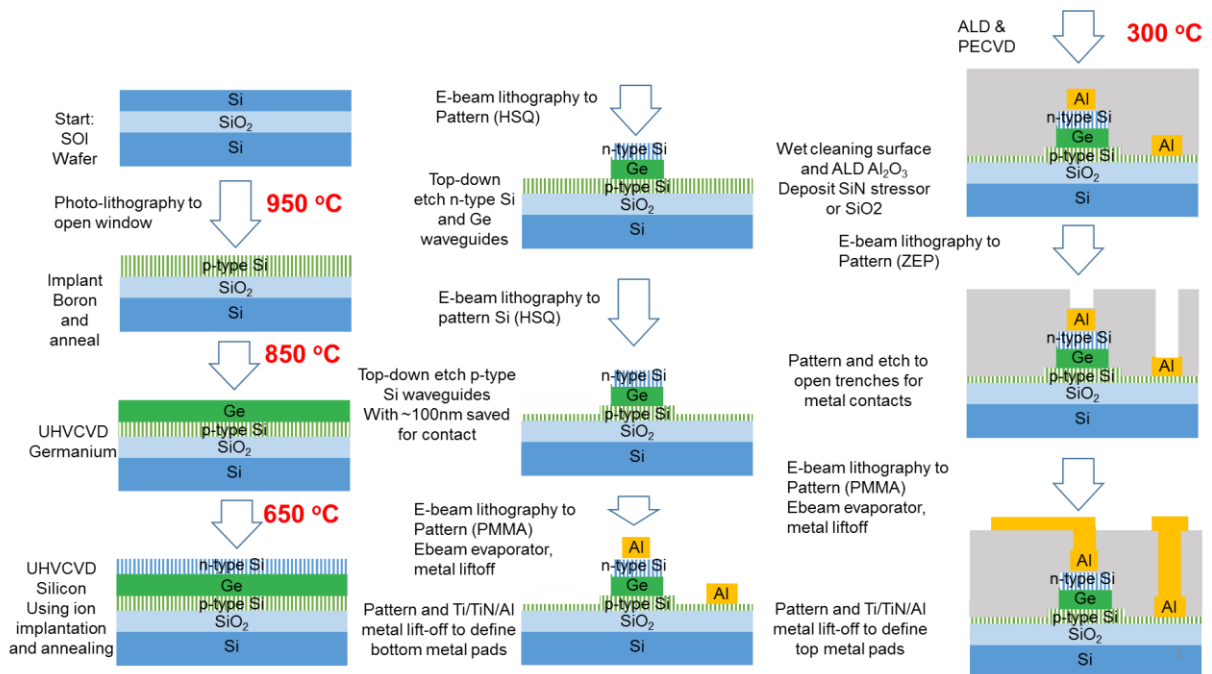 Start:
SOI
Wafer
Si
SiO₂
Si
Photo-lithography to
open window
950 °C
Implant
Boron
and
anneal
p-type Si
SiO₂
Si
850 °C
UHVCVD
Germanium
Ge
p-type Si
SiO₂
Si
650 °C
UHVCVD
Silicon
Using ion
implantation
and annealing
n-type Si
Ge
p-type Si
SiO₂
Si
E-beam lithography to
Pattern (HSQ)
Top-down
etch n-type Si
and Ge
waveguides
n-type Si
Ge
p-type Si
SiO₂
Si
E-beam lithography to
pattern Si (HSQ)
Top-down etch p-type
Si waveguides
With ~100nm saved
for contact
n-type Si
Ge
p-type Si
SiO₂
Si
E-beam lithography to
Pattern (PMMA)
Ebeam evaporator,
metal liftoff
Pattern and Ti/TiN/Al
metal lift-off to define
bottom metal pads
Al
n-type Si
Ge
Al
p-type Si
SiO₂
Si
ALD &
PECVD
300 °C
Wet cleaning surface
and ALD Al₂O₃
Deposit SiN stressor
or SiO2
Al
n-type Si
Ge
Al
p-type Si
SiO₂
Si
E-beam lithography to
Pattern (ZEP)
Pattern and etch to
open trenches for
metal contacts
Al
n-type Si
Ge
Al
p-type Si
SiO₂
Si
E-beam lithography to
Pattern (PMMA)
Ebeam evaporator,
metal liftoff
Pattern and Ti/TiN/Al
metal lift-off to define
top metal pads
Al
n-type Si
Ge
Al
p-type Si
SiO₂
Si